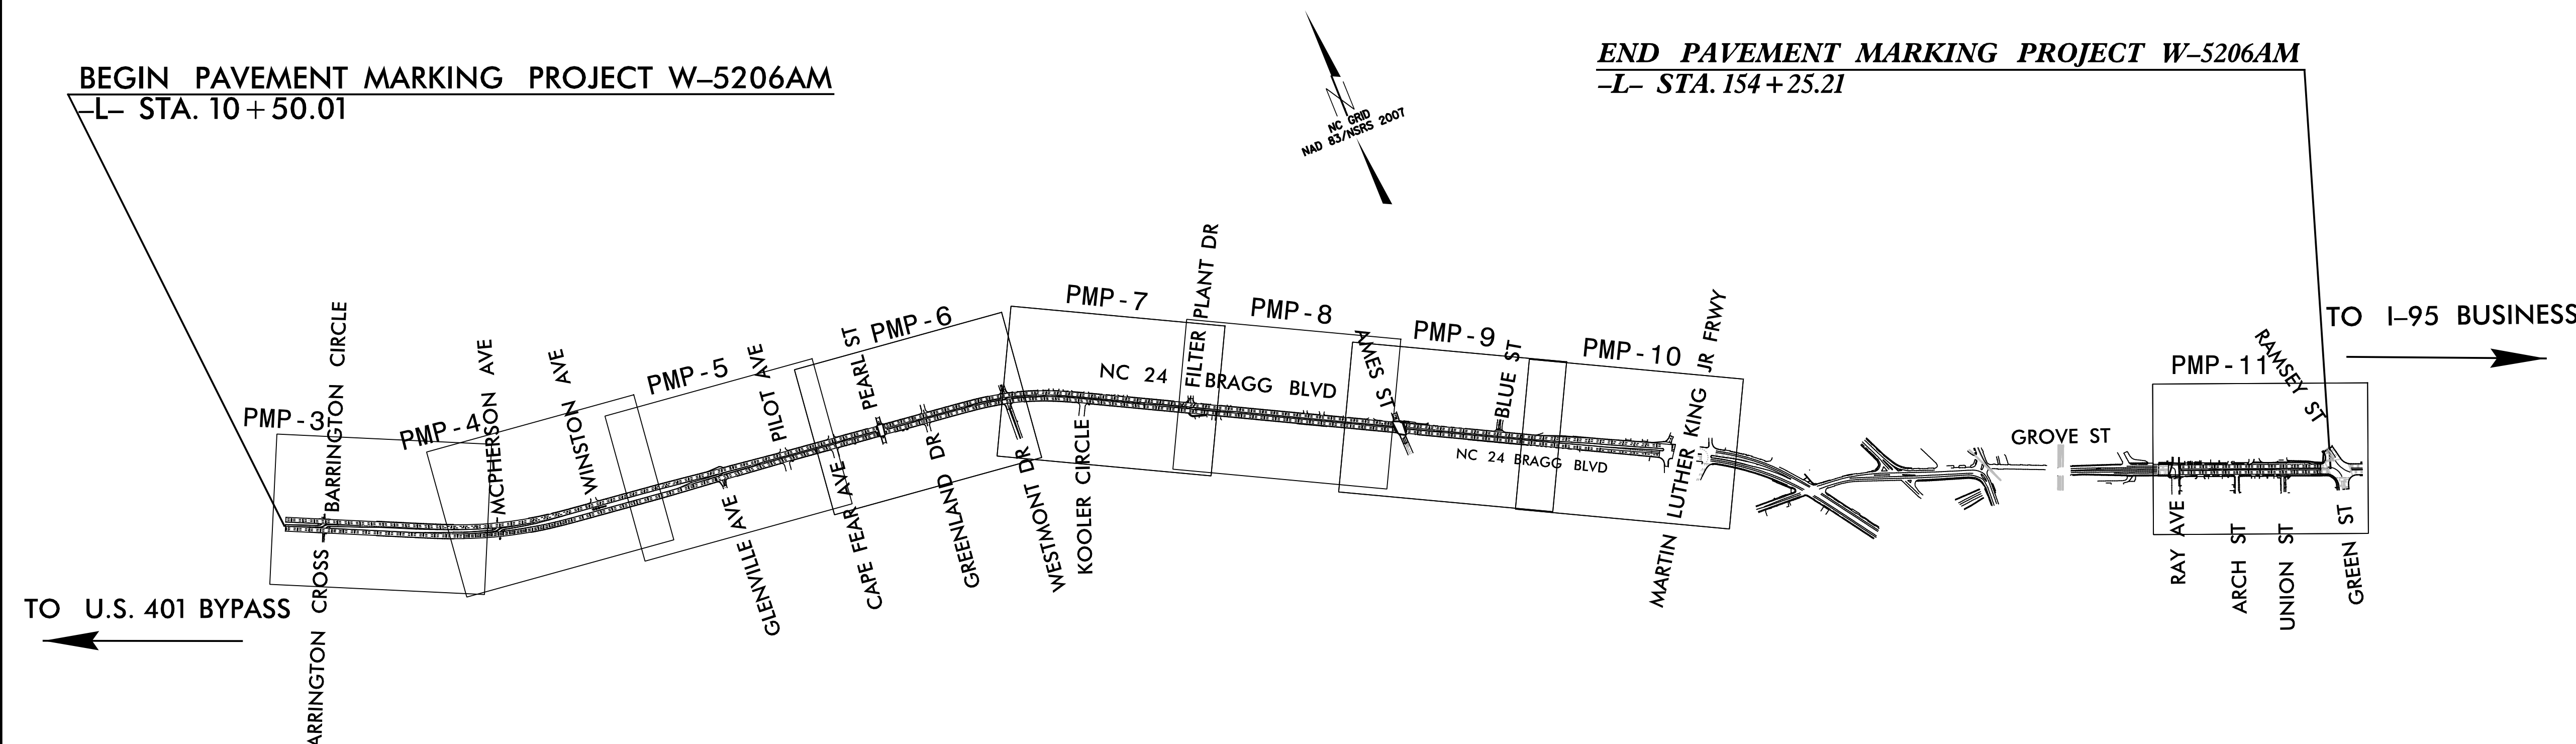 BEGIN PAVEMENT MARKING PROJECT W–5206AM
–L– STA. 10+50.01
END PAVEMENT MARKING PROJECT W–5206AM
–L– STA. 154+25.21
NC GRID
NAD 83/NSRS 2007
TO I–95 BUSINESS
TO U.S. 401 BYPASS
PMP-3
PMP-4
PMP-5
PMP-6
PMP-7
PMP-8
PMP-9
PMP-10
PMP-11
BARRINGTON CIRCLE
ARRINGTON CROSS
MCPHERSON AVE
WINSTON AVE
GLENVILLE AVE
PILOT AVE
PEARL ST
CAPE FEAR AVE
GREENLAND DR
WESTMONT DR
KOOLER CIRCLE
NC 24 BRAGG BLVD
FILTER PLANT DR
AMES ST
BLUE ST
NC 24 BRAGG BLVD
MARTIN LUTHER KING JR FRWY
GROVE ST
RAY AVE
ARCH ST
UNION ST
RAMSEY ST
GREEN ST